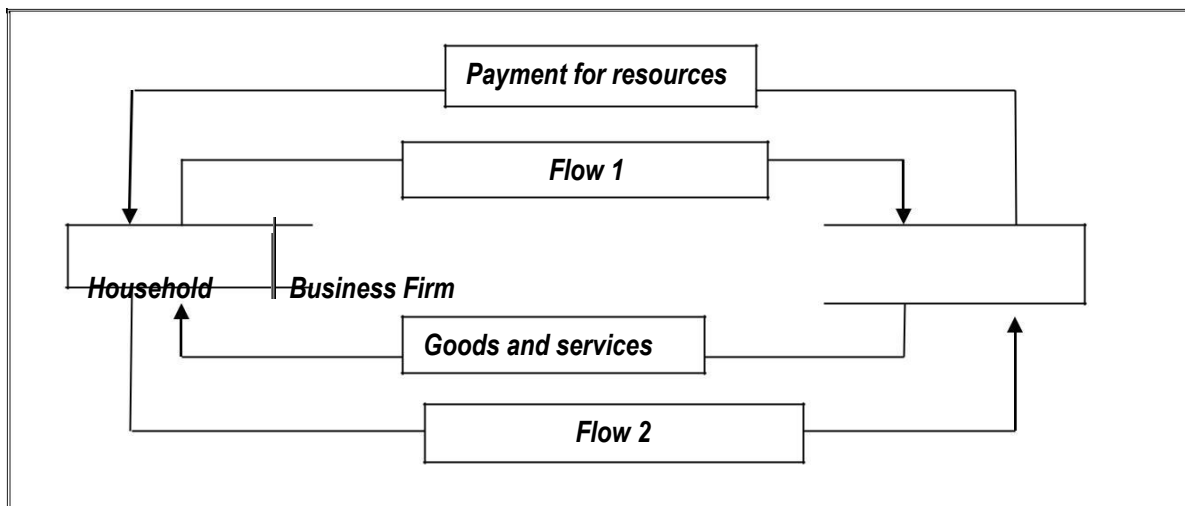 Payment for resources
Flow 1
Household Business Firm
Goods and services
Flow 2